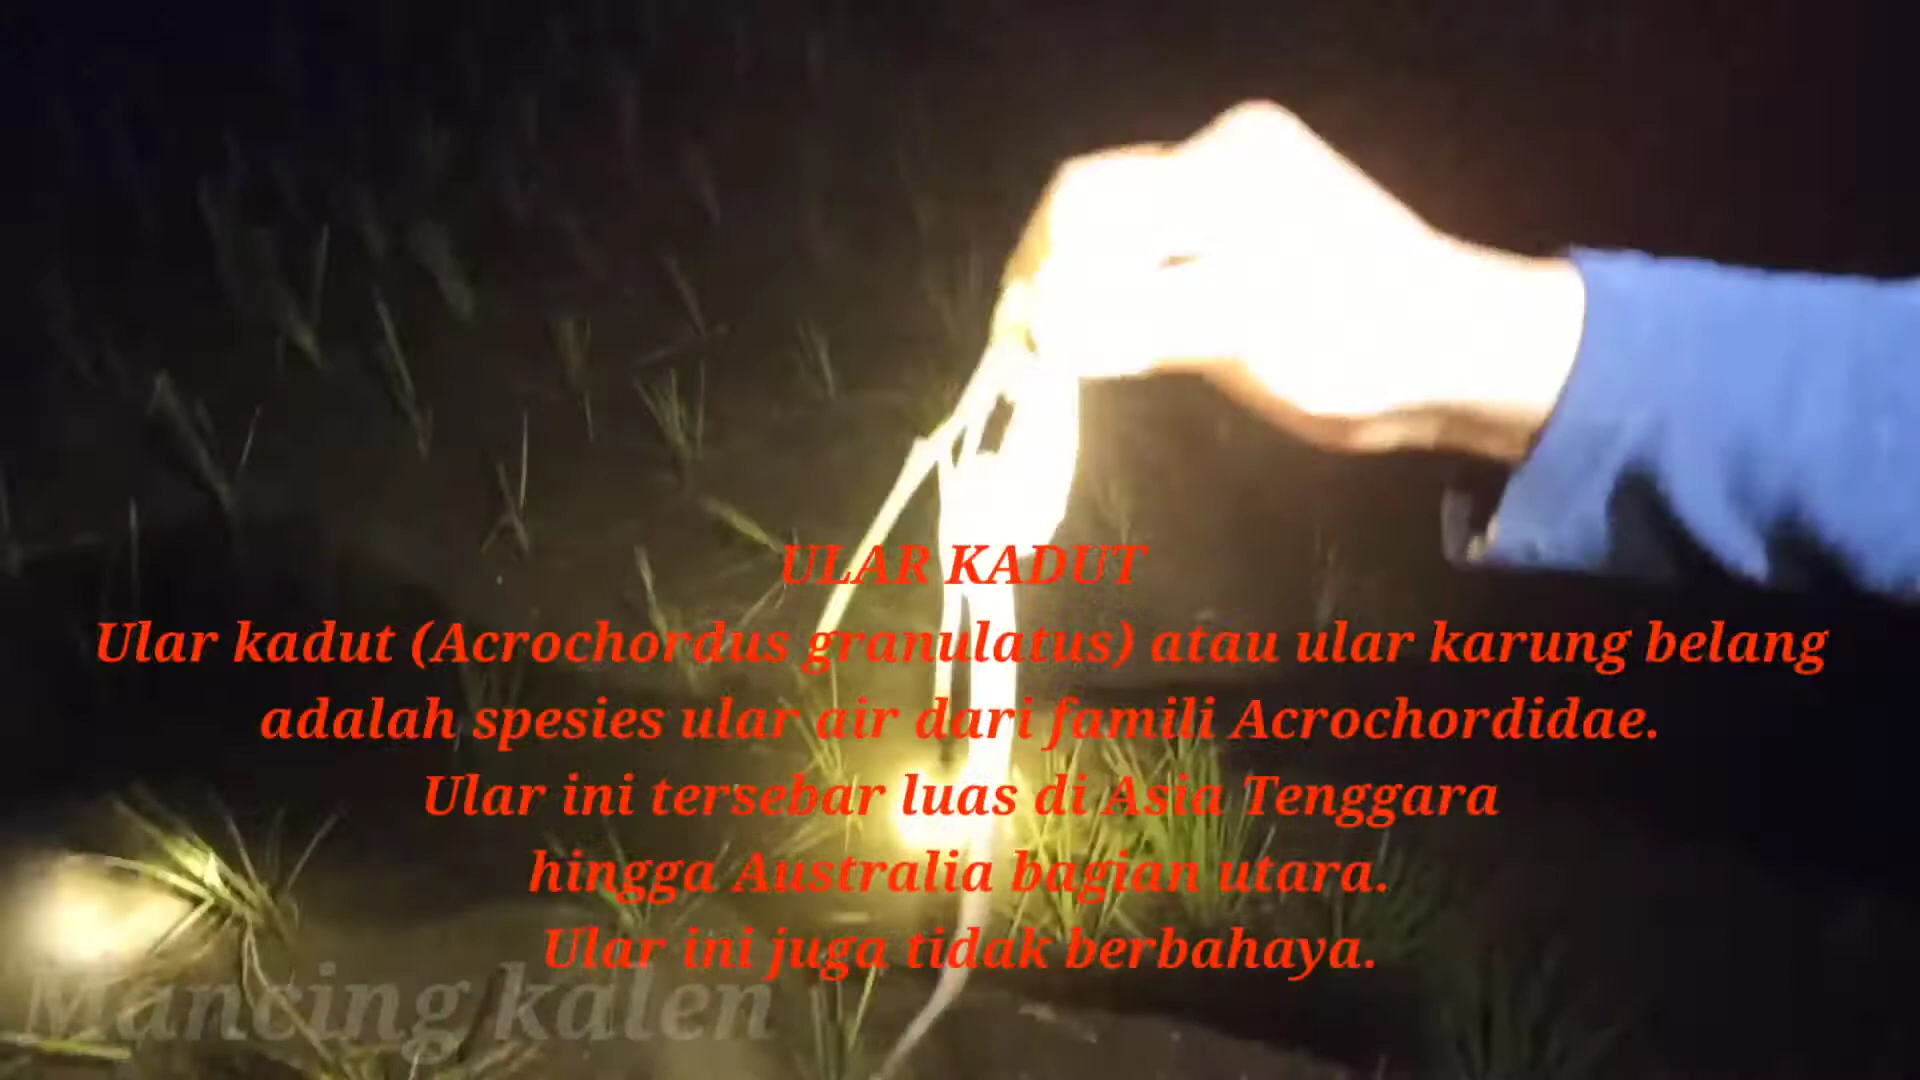 ULAR KADUT
Ular kadut (Acrochordus granulatus) atau ular karung belang
adalah spesies ular air dari famili Acrochordidae.
Ular ini tersebar luas di Asia Tenggara
hingga Australia bagian utara.
Ular ini juga tidak berbahaya.
Mancing kalen